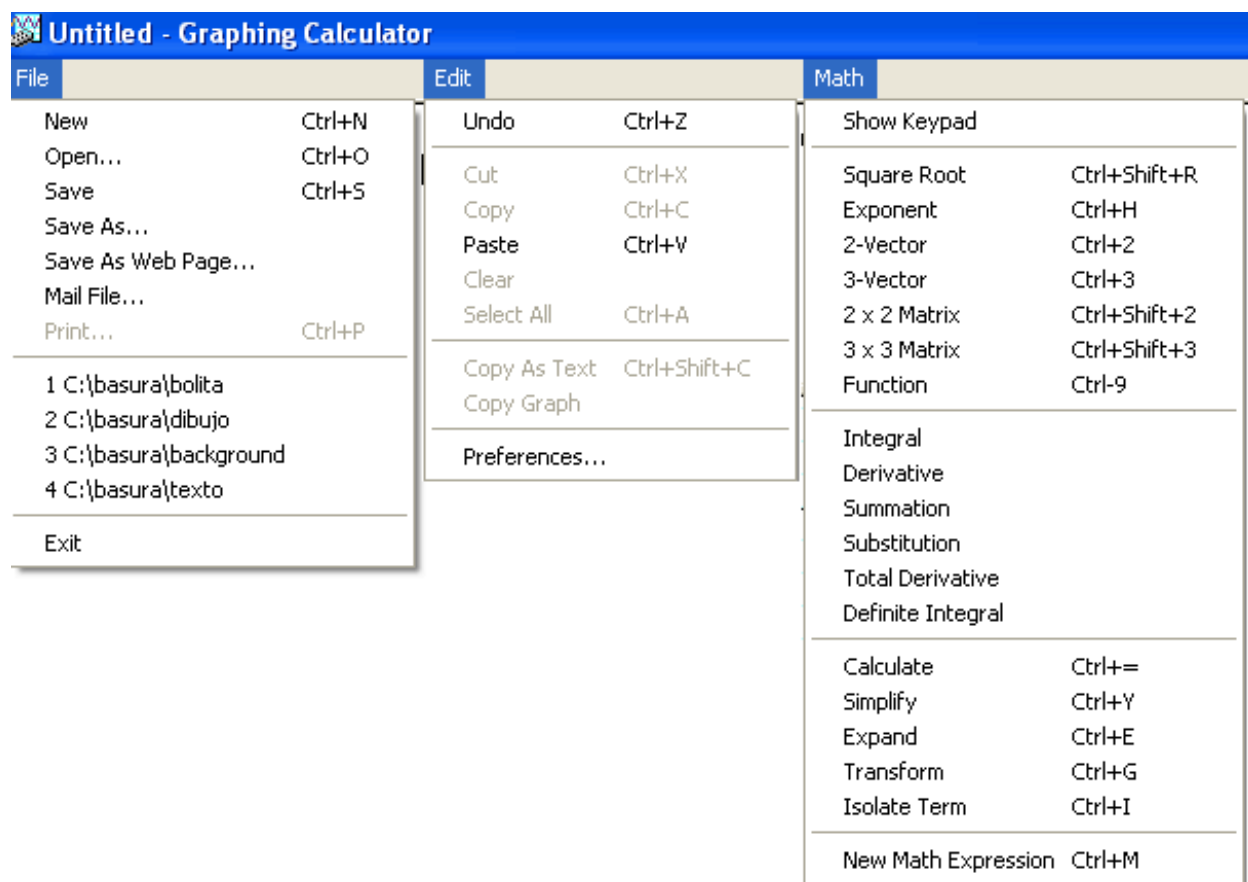 Untitled - Graphing Calculator
File
New Ctrl+N
Open... Ctrl+O
Save Ctrl+S
Save As...
Save As Web Page...
Mail File...
Print... Ctrl+P
1 C:\basura\bolita
2 C:\basura\dibujo
3 C:\basura\background
4 C:\basura\texto
Exit
Edit
Undo Ctrl+Z
Cut Ctrl+X
Copy Ctrl+C
Paste Ctrl+V
Clear
Select All Ctrl+A
Copy As Text Ctrl+Shift+C
Copy Graph
Preferences...
Math
Show Keypad
Square Root Ctrl+Shift+R
Exponent Ctrl+H
2-Vector Ctrl+2
3-Vector Ctrl+3
2 x 2 Matrix Ctrl+Shift+2
3 x 3 Matrix Ctrl+Shift+3
Function Ctrl-9
Integral
Derivative
Summation
Substitution
Total Derivative
Definite Integral
Calculate Ctrl+=
Simplify Ctrl+Y
Expand Ctrl+E
Transform Ctrl+G
Isolate Term Ctrl+I
New Math Expression Ctrl+M